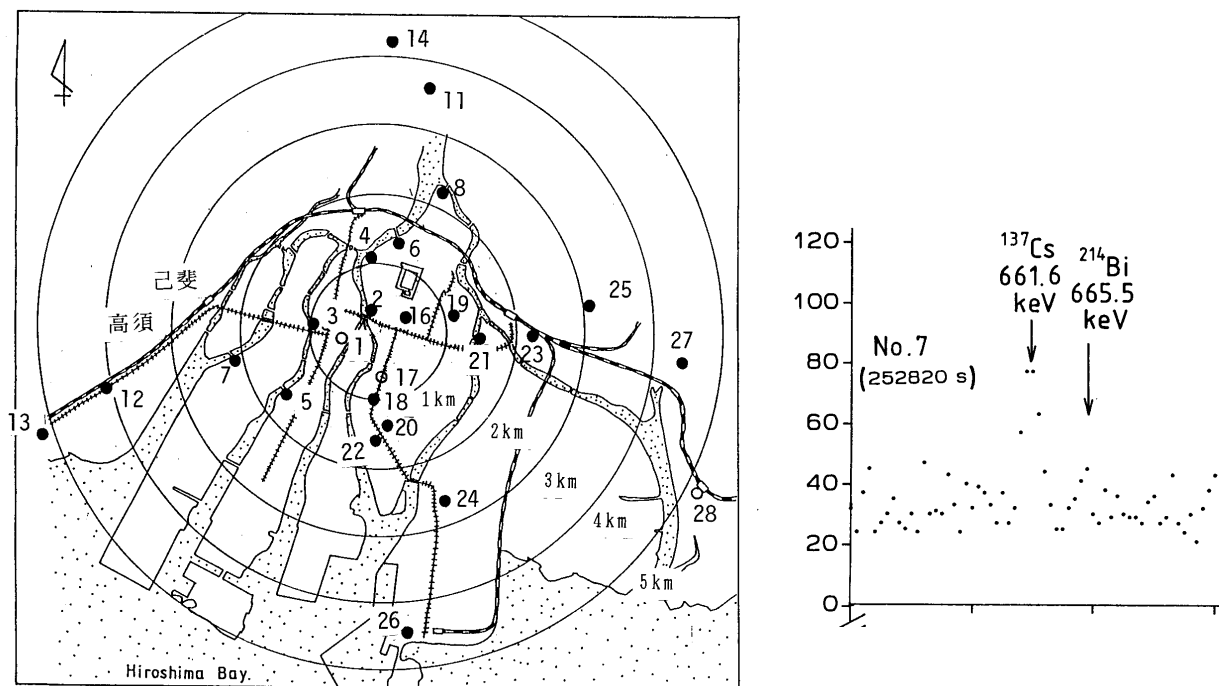 14
11
8
4
6
己斐
2
25
高須
3
16
19
27
1
21
23
7
17
12
5
18
1km
13
20
22
2km
24
3km
28
4km
5km
26
Hiroshima Bay.
120
100
80
60
40
20
0
137Cs
661.6
keV
214Bi
665.5
keV
No.7
(252820 s)